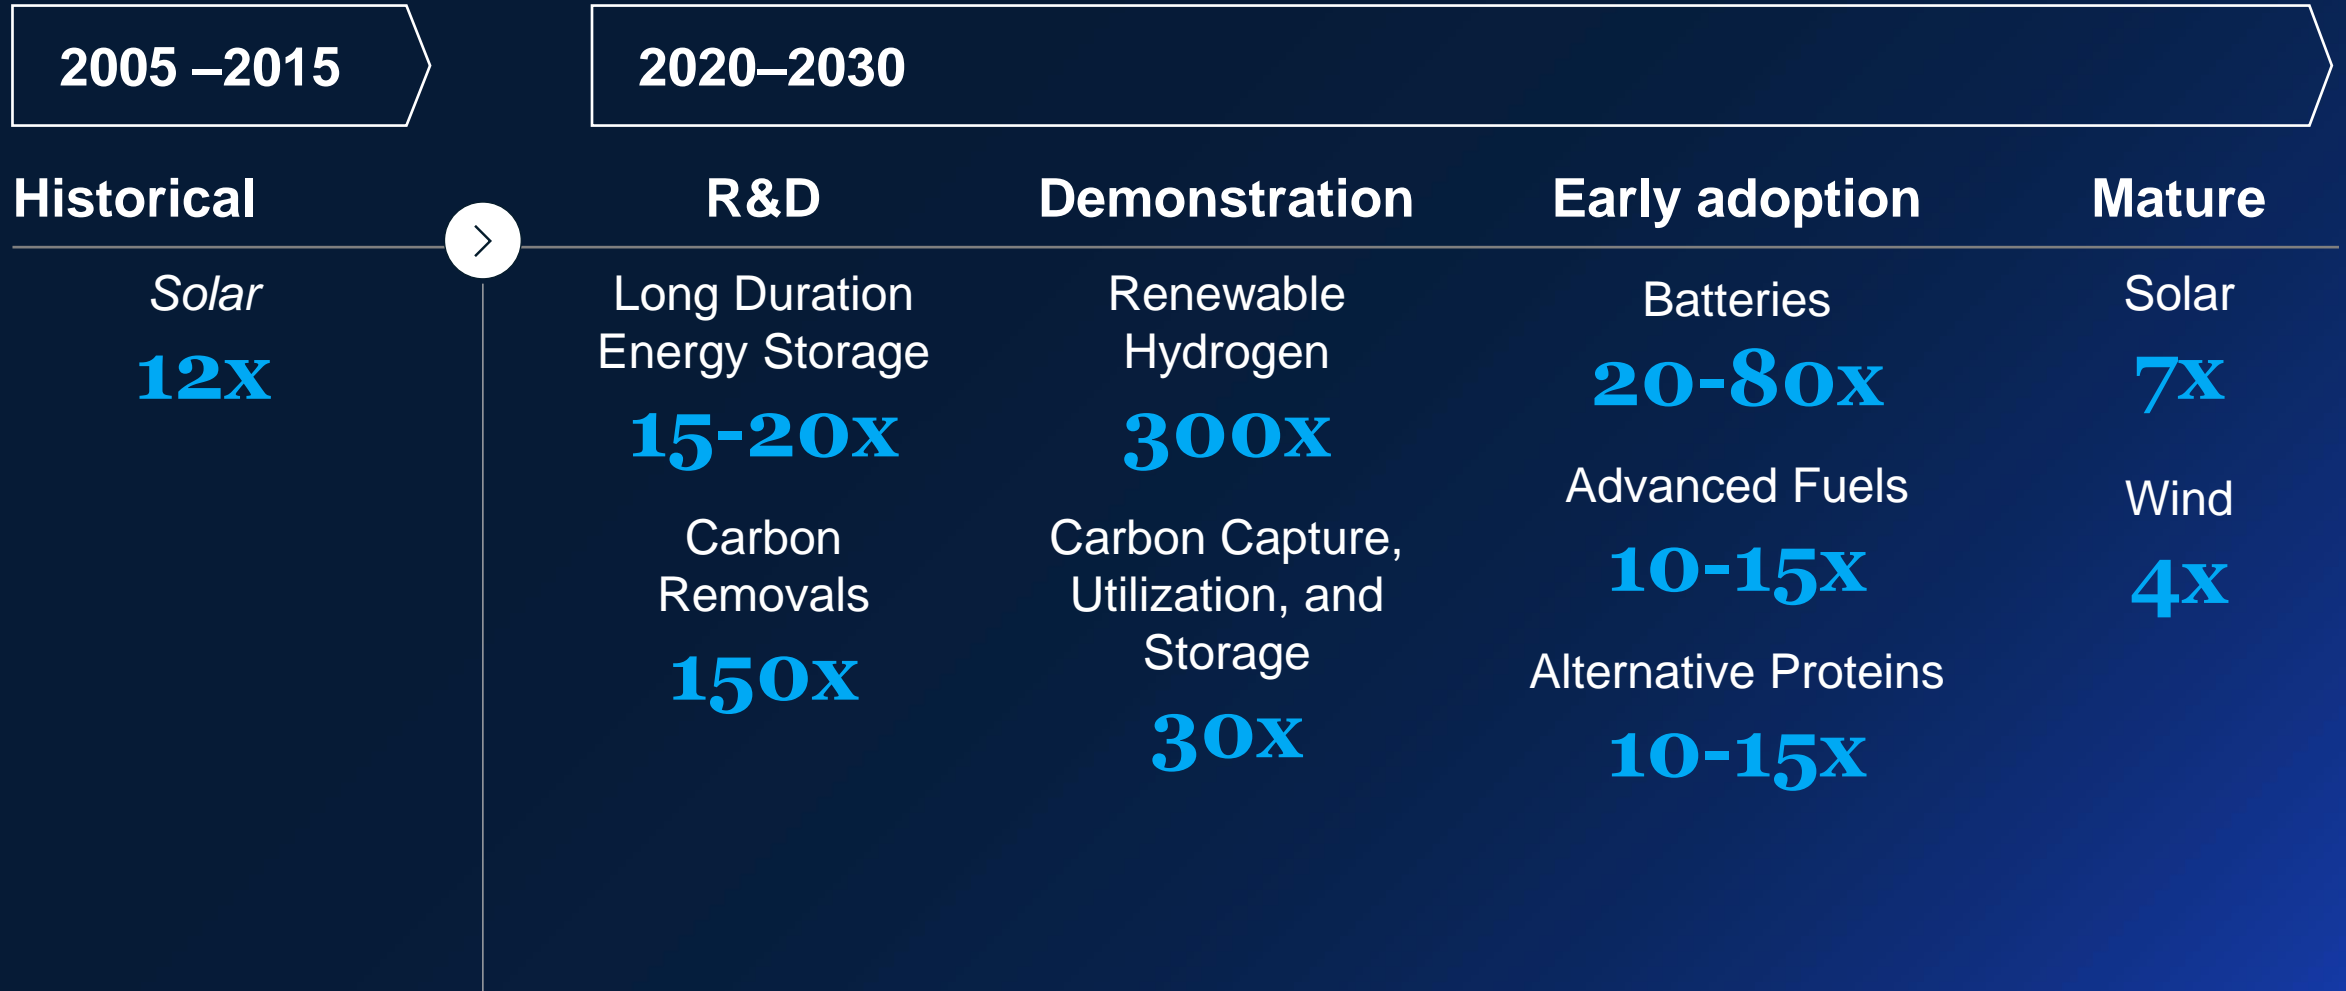 2005 –2015
2020–2030
Historical
R&D
Demonstration
Early adoption
Mature
Solar
12x
Long Duration
Energy Storage
15-20x
Carbon
Removals
150x
Renewable
Hydrogen
300x
Carbon Capture,
Utilization, and
Storage
30x
Batteries
20-80x
Advanced Fuels
10-15x
Alternative Proteins
10-15x
Solar
7x
Wind
4x